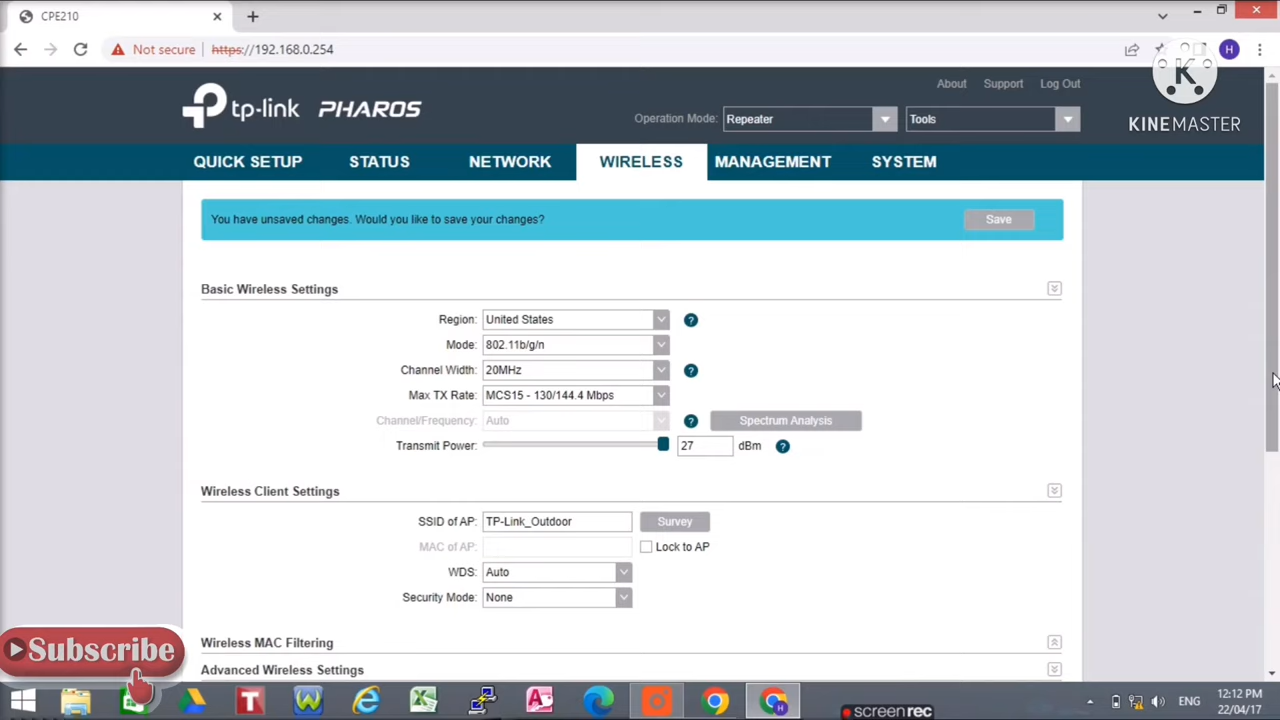 CPE210
Not secure https://192.168.0.254 H
K
KINEMASTER
About Support Log Out
tp-link PHAROS
Operation Mode: Repeater Tools
QUICK SETUP STATUS NETWORK WIRELESS MANAGEMENT SYSTEM
You have unsaved changes. Would you like to save your changes? Save
Basic Wireless Settings
Region: United States ?
Mode: 802.11b/g/n
Channel Width: 20MHz ?
Max TX Rate: MCS15 - 130/144.4 Mbps
Channel/Frequency: Auto ? Spectrum Analysis
Transmit Power: 27 dBm ?
Wireless Client Settings
SSID of AP: TP-Link_Outdoor Survey
MAC of AP: Lock to AP
WDS: Auto
Security Mode: None
Wireless MAC Filtering
Subscribe
Advanced Wireless Settings
ENG
12:12 PM
22/04/17
screen rec